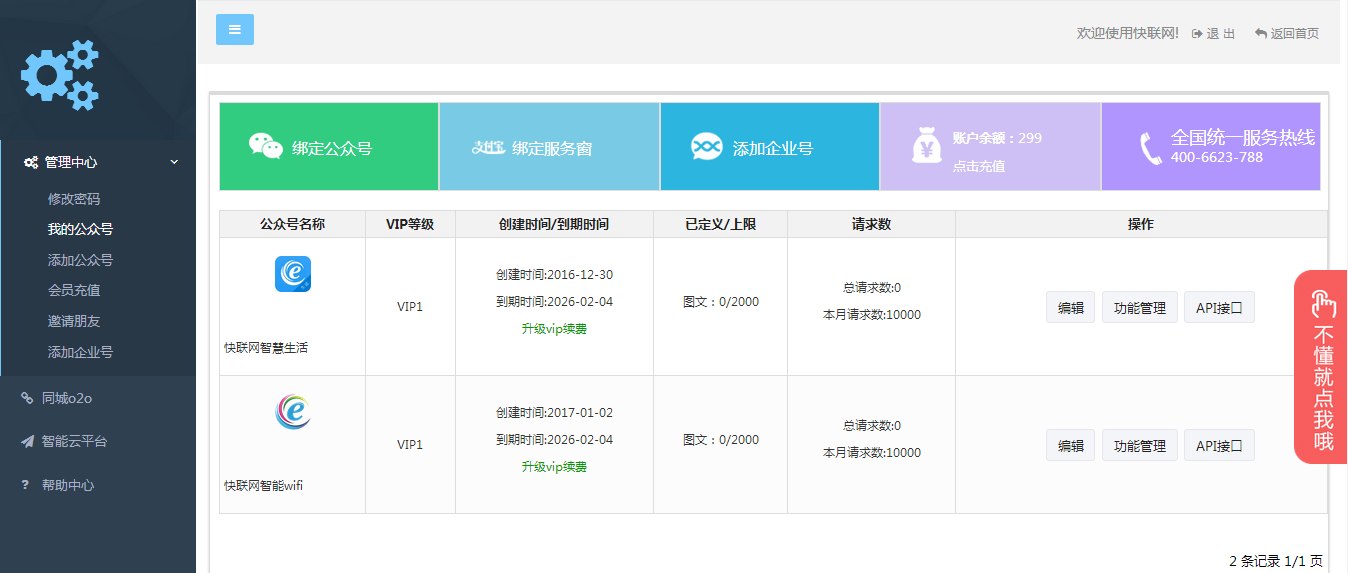 欢迎使用快联网! 退 出 返回首页
管理中心
修改密码
我的公众号
添加公众号
会员充值
邀请朋友
添加企业号
同城o2o
智能云平台
? 帮助中心
绑定公众号
支付宝 绑定服务窗
添加企业号
账户余额：299
点击充值
全国统一服务热线
400-6623-788
公众号名称 VIP等级 创建时间/到期时间 已定义/上限 请求数 操作
快联网智慧生活
VIP1
创建时间:2016-12-30
到期时间:2026-02-04
升级vip续费
图文：0/2000
总请求数:0
本月请求数:10000
编辑 功能管理 API接口
快联网智能wifi
VIP1
创建时间:2017-01-02
到期时间:2026-02-04
升级vip续费
图文：0/2000
总请求数:0
本月请求数:10000
编辑 功能管理 API接口
2 条记录 1/1 页
不懂就点我哦